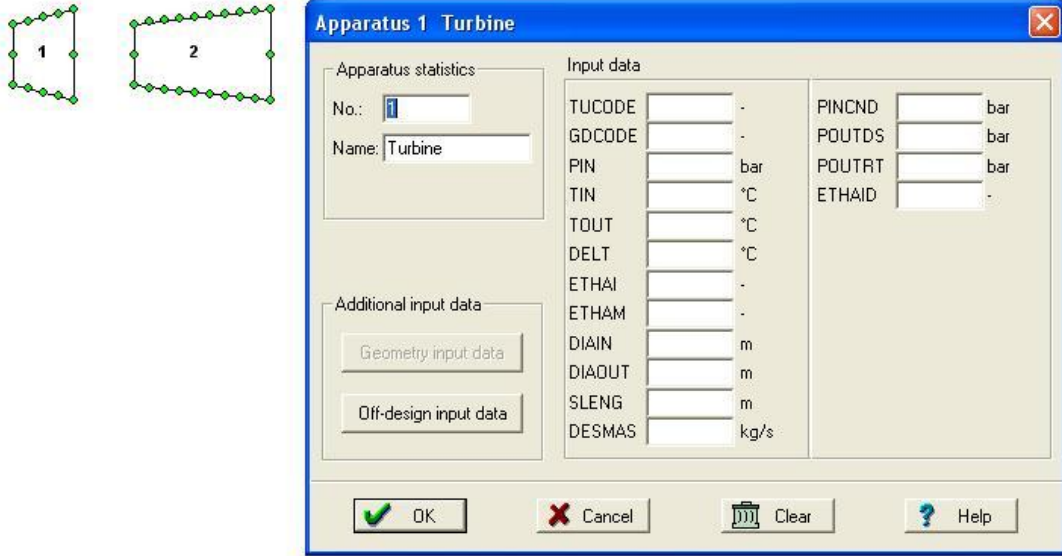 1
2
Apparatus 1 Turbine
Apparatus statistics
No.: 1
Name: Turbine
Additional input data
Geometry input data
Off-design input data
Input data
TUCODE -
GDCODE -
PIN bar
TIN °C
TOUT °C
DELT °C
ETHAI -
ETHAM -
DIAIN m
DIAOUT m
SLENG m
DESMAS kg/s
PINCND bar
POUTDS bar
POUTRT bar
ETHAID -
OK
Cancel
Clear
? Help